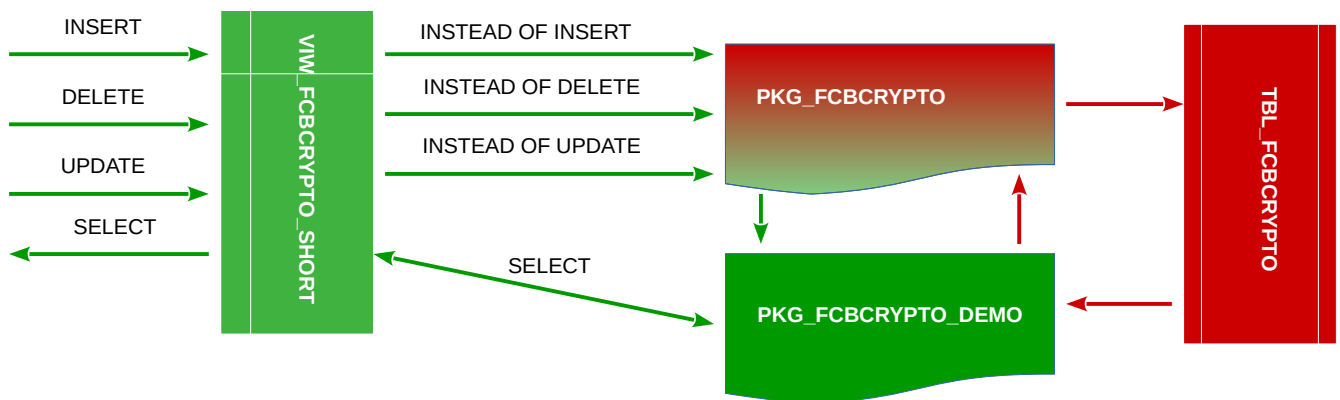 INSERT
DELETE
UPDATE
SELECT
VIW_FCBCRYPTO_SHORT
INSTEAD OF INSERT
INSTEAD OF DELETE
INSTEAD OF UPDATE
SELECT
PKG_FCBCRYPTO
PKG_FCBCRYPTO_DEMO
TBL_FCBCRYPTO